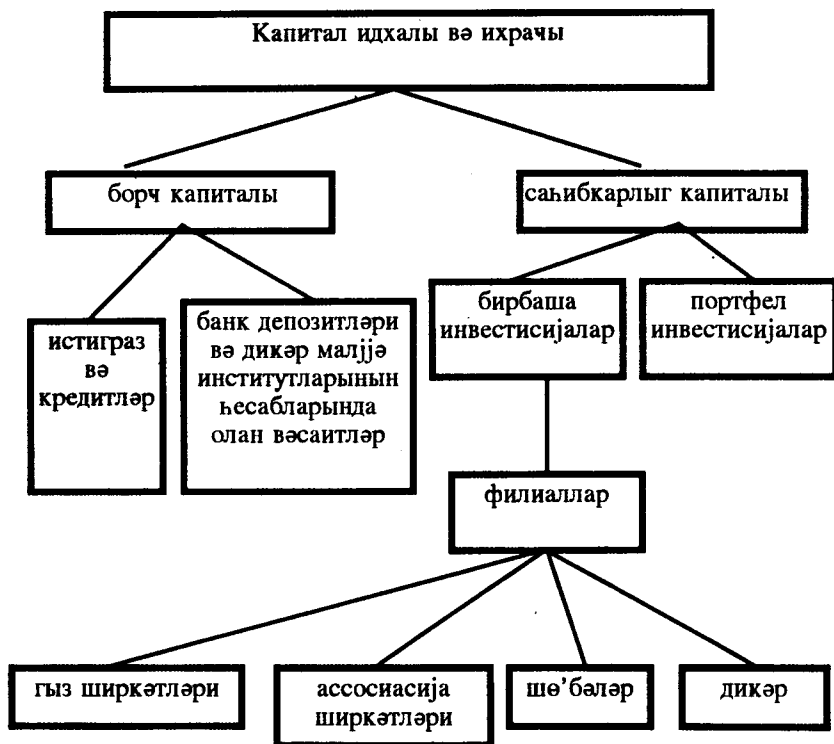 Капитал идхалы вә ихрачы
борч капиталы
саһибкарлыг капиталы
истиграз
вә
кредитләр
банк депозитләри
вә дикәр малјјә
институтларынын
һесабларында
олан вәсаитләр
бирбаша
инвестисијалар
портфел
инвестисијалар
филиаллар
гыз ширкәтләри
ассосиасија
ширкәтләри
шө’бәләр
дикәр